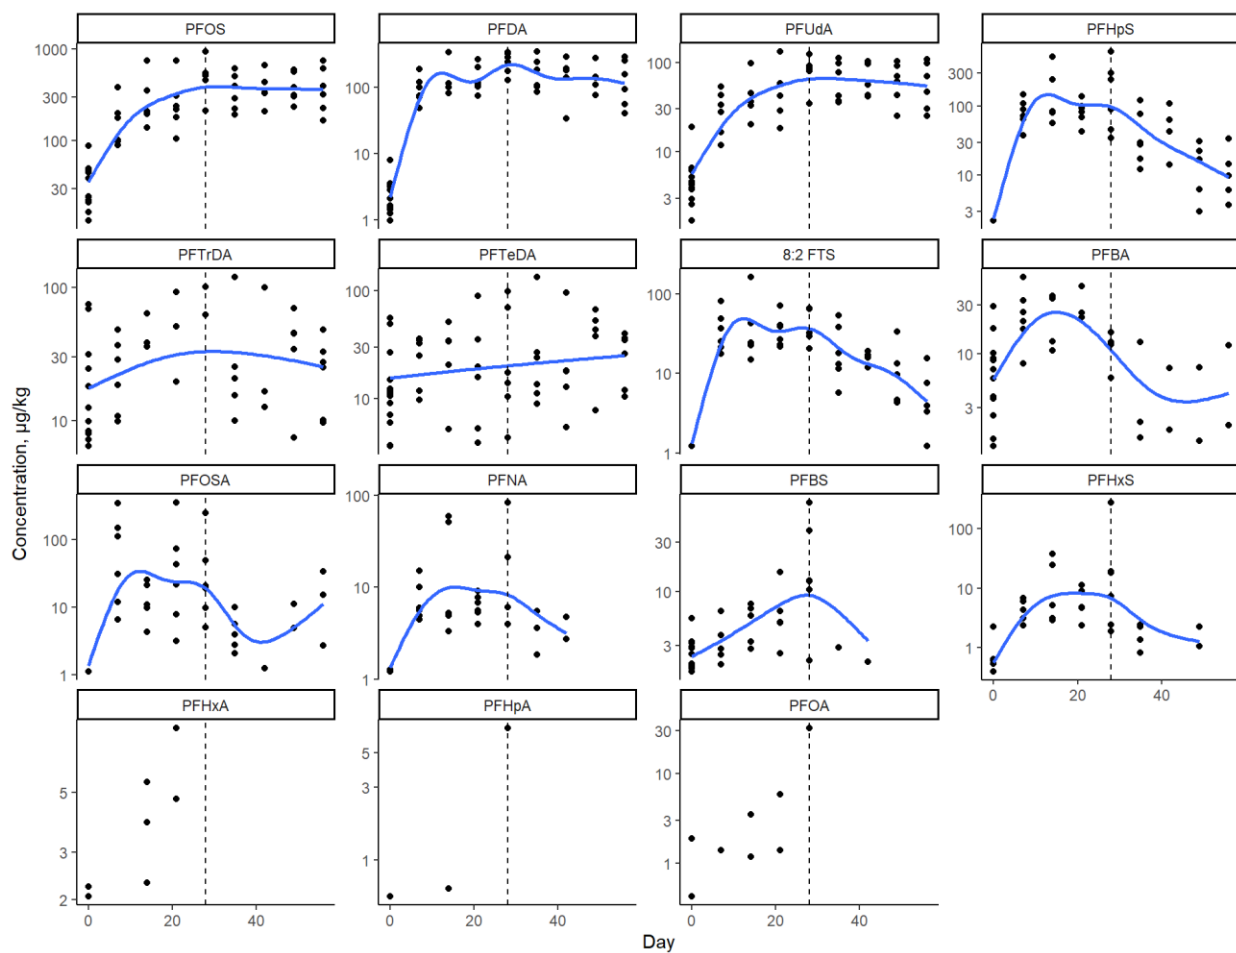 PFOS
PFDA
PFUdA
PFHpS
1000
300
100
30
100
10
1
100
30
10
3
300
100
30
10
3
PFTrDA
PFTeDA
8:2 FTS
PFBA
100
30
10
100
30
10
100
10
1
30
10
3
PFOSA
PFNA
PFBS
PFHxS
100
10
1
100
10
1
30
10
3
100
10
1
0 20 40
PFHxA
PFHpA
PFOA
5
3
2
5
3
1
30
10
3
1
0 20 40
0 20 40
0 20 40
Concentration, µg/kg
Day